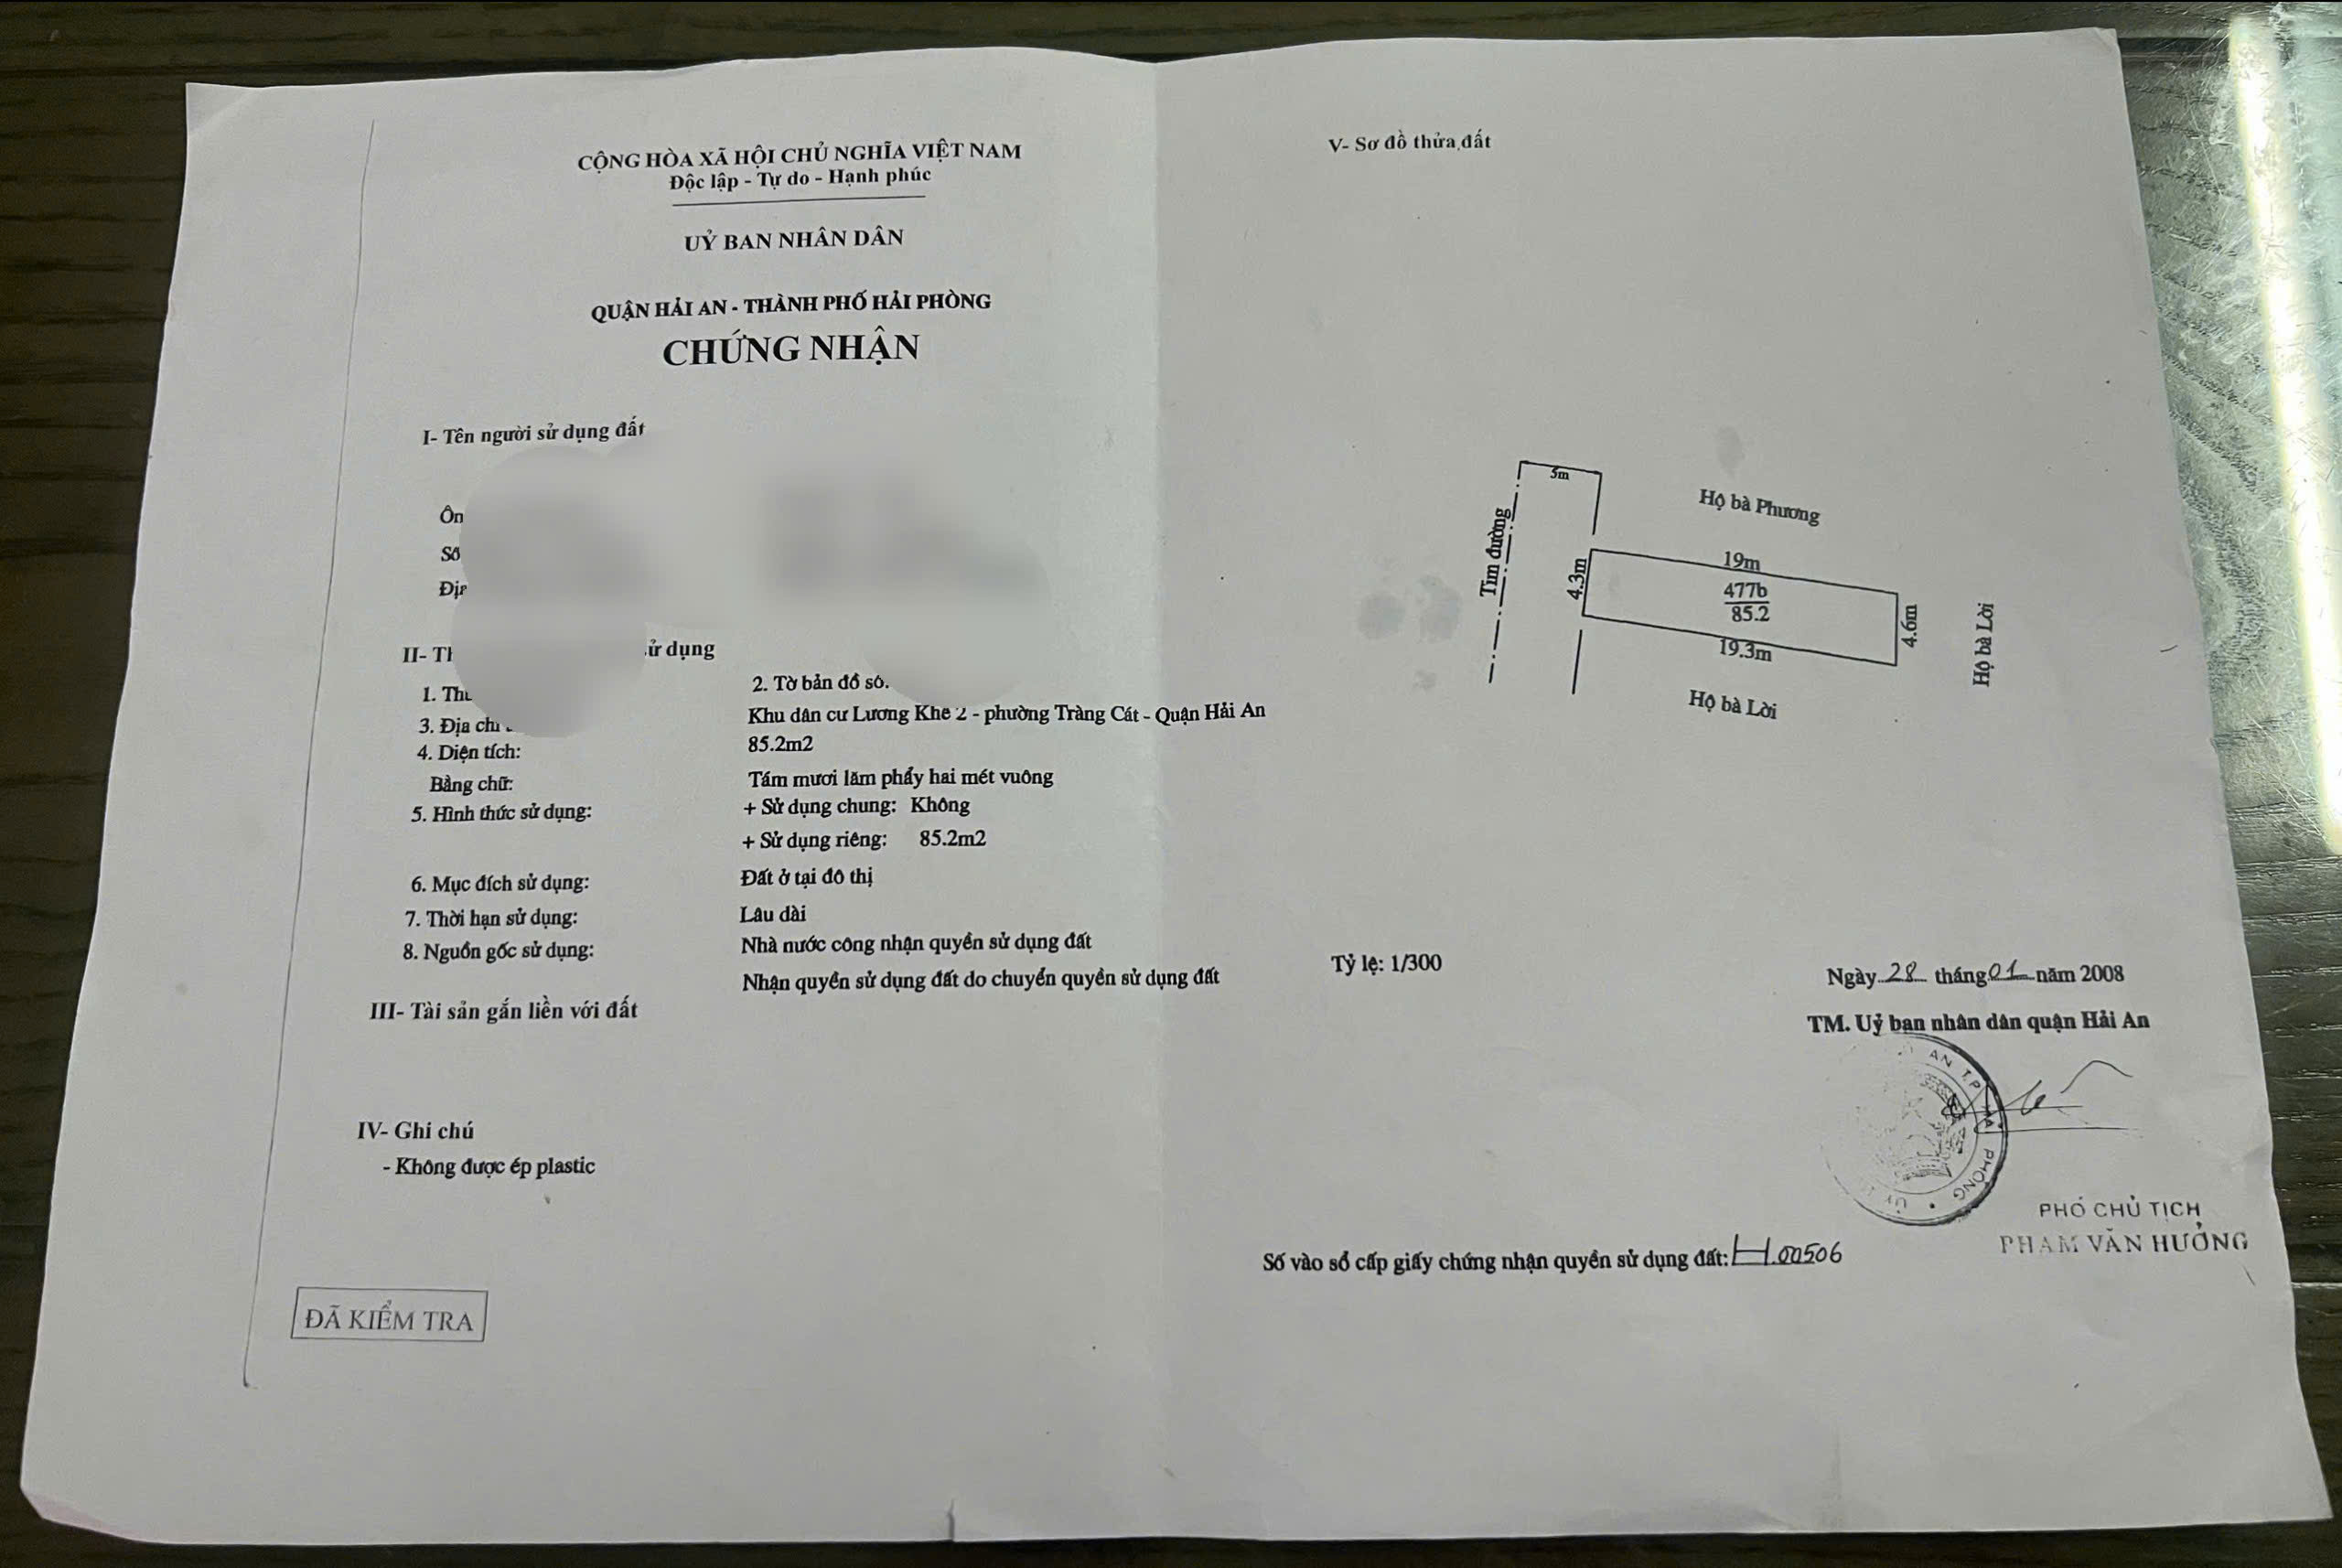 CỘNG HÒA XÃ HỘI CHỦ NGHĨA VIỆT NAM
Độc lập - Tự do - Hạnh phúc
UỶ BAN NHÂN DÂN
QUẬN HẢI AN - THÀNH PHỐ HẢI PHÒNG
CHỨNG NHẬN
I- Tên người sử dụng đất
Ôn
Số
II-
sử dụng
1.
2. Tờ bản đồ số.
3. Địa chỉ
Khu dân cư Lương Khê 2 - phường Tràng Cát - Quận Hải An
4. Diện tích:
85.2m2
Bằng chữ:
Tám mươi lăm phẩy hai mét vuông
5. Hình thức sử dụng:
+ Sử dụng chung: Không
+ Sử dụng riêng: 85.2m2
6. Mục đích sử dụng:
Đất ở tại đô thị
7. Thời hạn sử dụng:
Lâu dài
8. Nguồn gốc sử dụng:
Nhà nước công nhận quyền sử dụng đất
Nhận quyền sử dụng đất do chuyển quyền sử dụng đất
III- Tài sản gắn liền với đất
IV- Ghi chú
- Không được ép plastic
ĐÃ KIỂM TRA
V- Sơ đồ thửa đất
5m
Tim đường
Hộ bà Phương
4.3m
19m
477b
85.2
19.3m
4.6m
Hộ bà Lời
Hộ bà Lời
Tỷ lệ: 1/300
Ngày 28 tháng 01 năm 2008
TM. Uỷ ban nhân dân quận Hải An
AN T.P HẢI PHÒNG
PHÓ CHỦ TỊCH
PHẠM VĂN HƯỞNG
Số vào sổ cấp giấy chứng nhận quyền sử dụng đất: H.00506